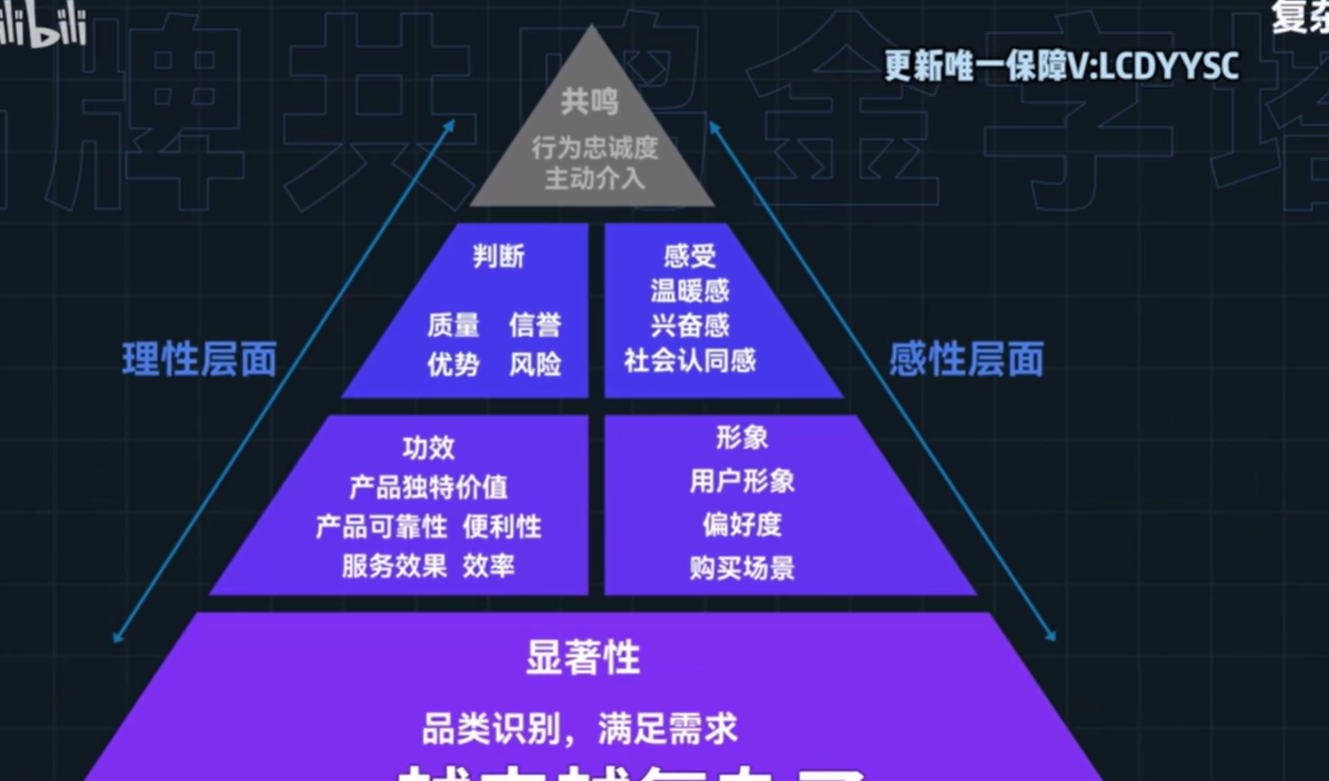 bilibili
复杂
更新唯一保障V:LCDYYSC
牌共鸣金字塔
共鸣
行为忠诚度
主动介入
判断
质量 信誉
优势 风险
感受
温暖感
兴奋感
社会认同感
理性层面
感性层面
功效
产品独特价值
产品可靠性 便利性
服务效果 效率
形象
用户形象
偏好度
购买场景
显著性
品类识别，满足需求